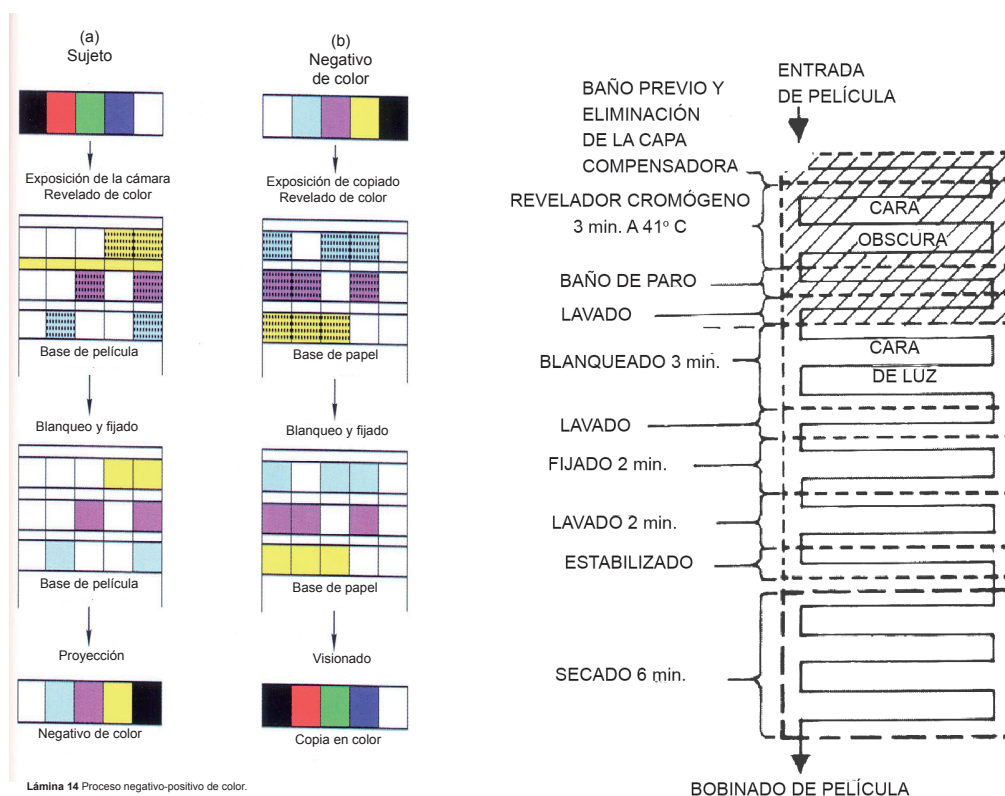 (a)
Sujeto
Exposición de la cámara
Revelado de color
Base de película
Blanqueo y fijado
Base de película
Proyección
Negativo de color
(b)
Negativo
de color
Exposición de copiado
Revelado de color
Base de papel
Blanqueo y fijado
Base de papel
Visionado
Copia en color
Lámina 14 Proceso negativo-positivo de color.
ENTRADA
DE PELÍCULA
BAÑO PREVIO Y
ELIMINACIÓN
DE LA CAPA
COMPENSADORA
REVELADOR CROMÓGENO
3 min. A 41º C
BAÑO DE PARO
LAVADO
BLANQUEADO 3 min.
LAVADO
FIJADO 2 min.
LAVADO 2 min.
ESTABILIZADO
SECADO 6 min.
CARA
OBSCURA
CARA
DE LUZ
BOBINADO DE PELÍCULA